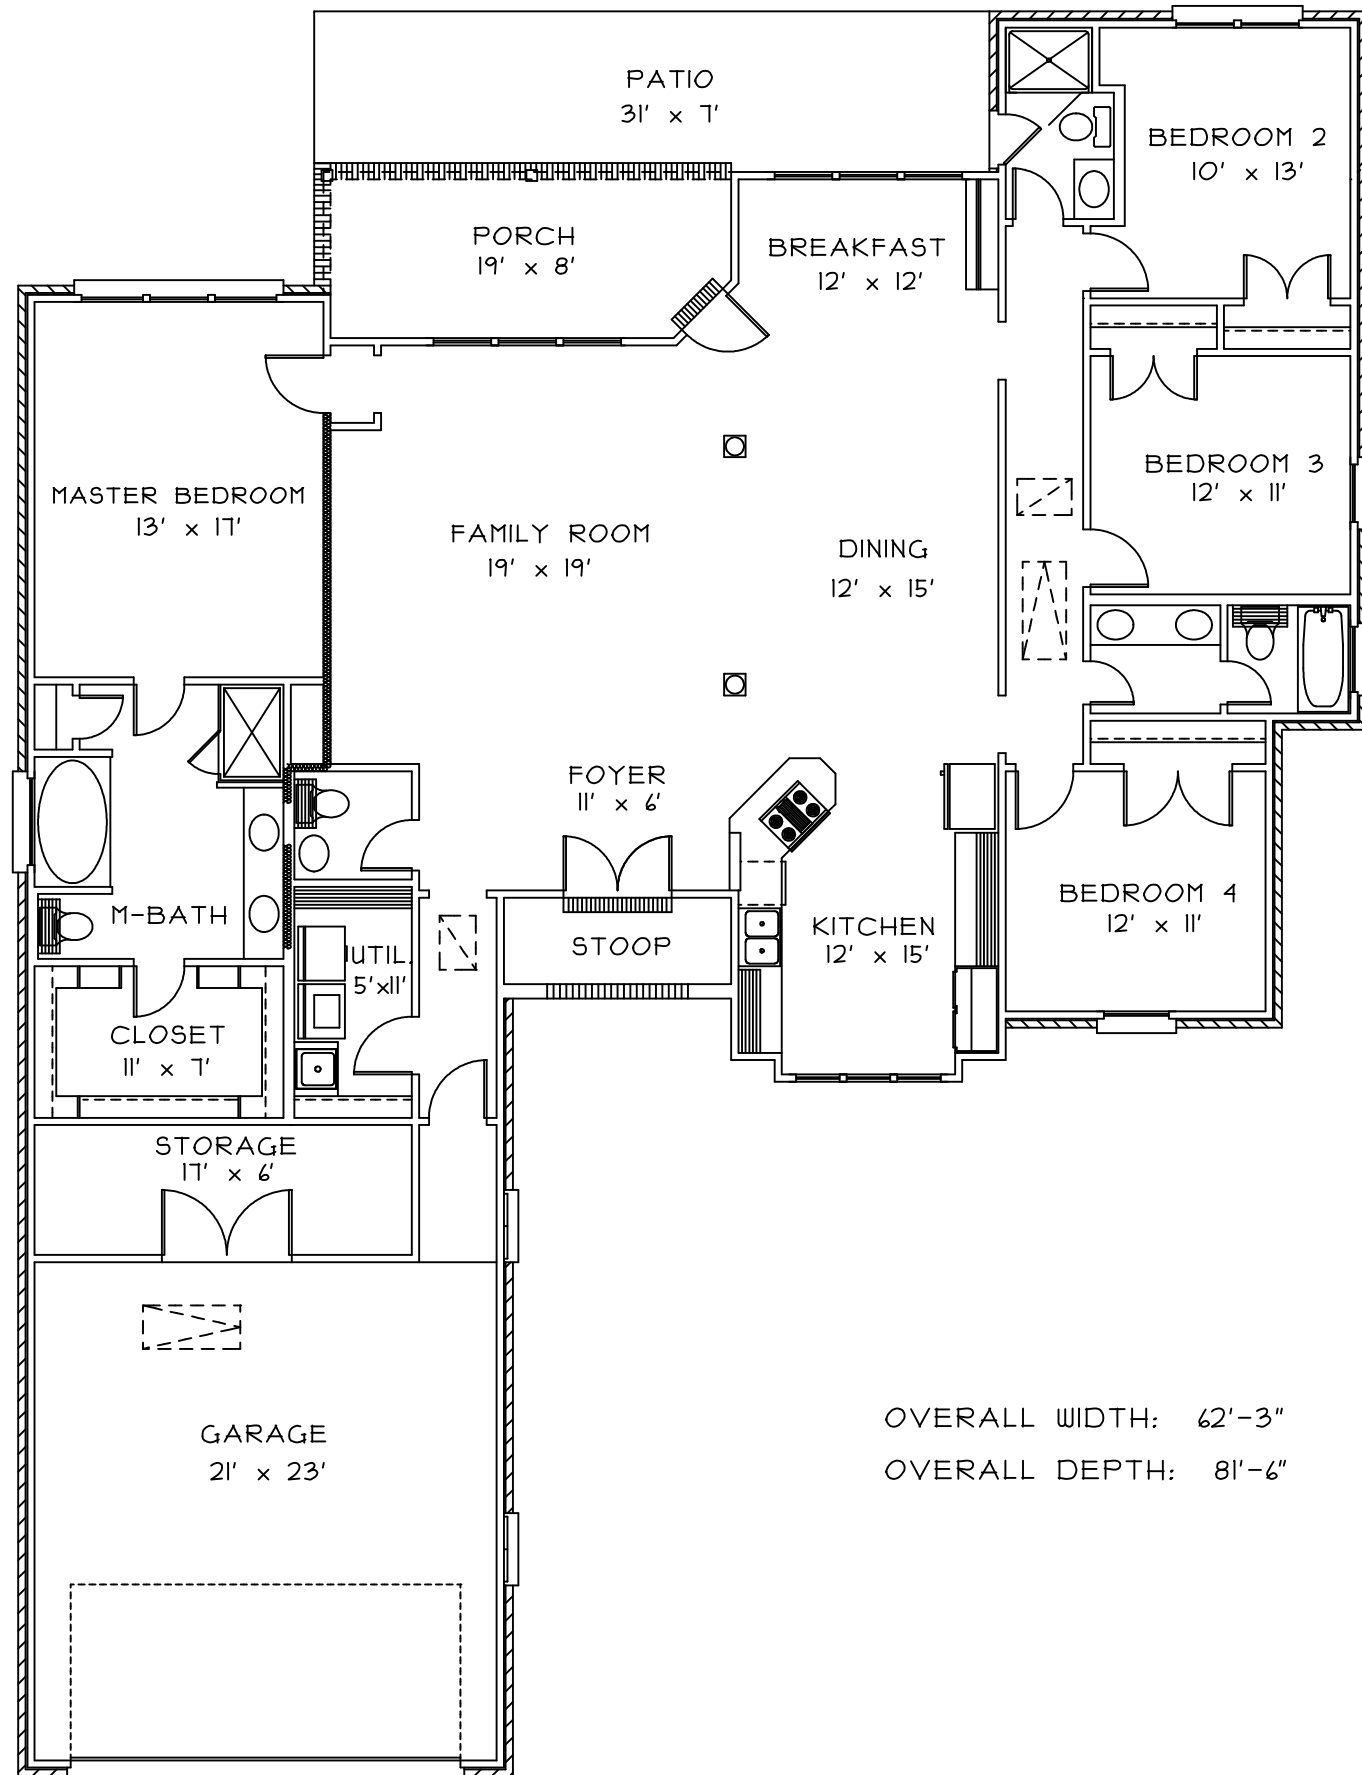 PATIO
31' x 7'
BEDROOM 2
10' x 13'
PORCH
19' x 8'
BREAKFAST
12' x 12'
BEDROOM 3
12' x 11'
MASTER BEDROOM
13' x 17'
FAMILY ROOM
19' x 19'
DINING
12' x 15'
FOYER
11' x 6'
BEDROOM 4
12' x 11'
M-BATH
KITCHEN
12' x 15'
STOOP
UTIL.
5'x11'
CLOSET
11' x 7'
STORAGE
17' x 6'
GARAGE
21' x 23'
OVERALL WIDTH: 62'-3"
OVERALL DEPTH: 81'-6"